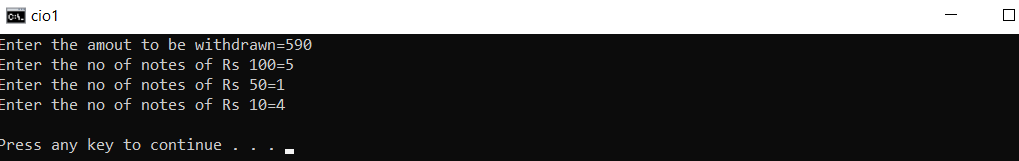 cio1
Enter the amout to be withdrawn=590
Enter the no of notes of Rs 100=5
Enter the no of notes of Rs 50=1
Enter the no of notes of Rs 10=4
Press any key to continue . . .